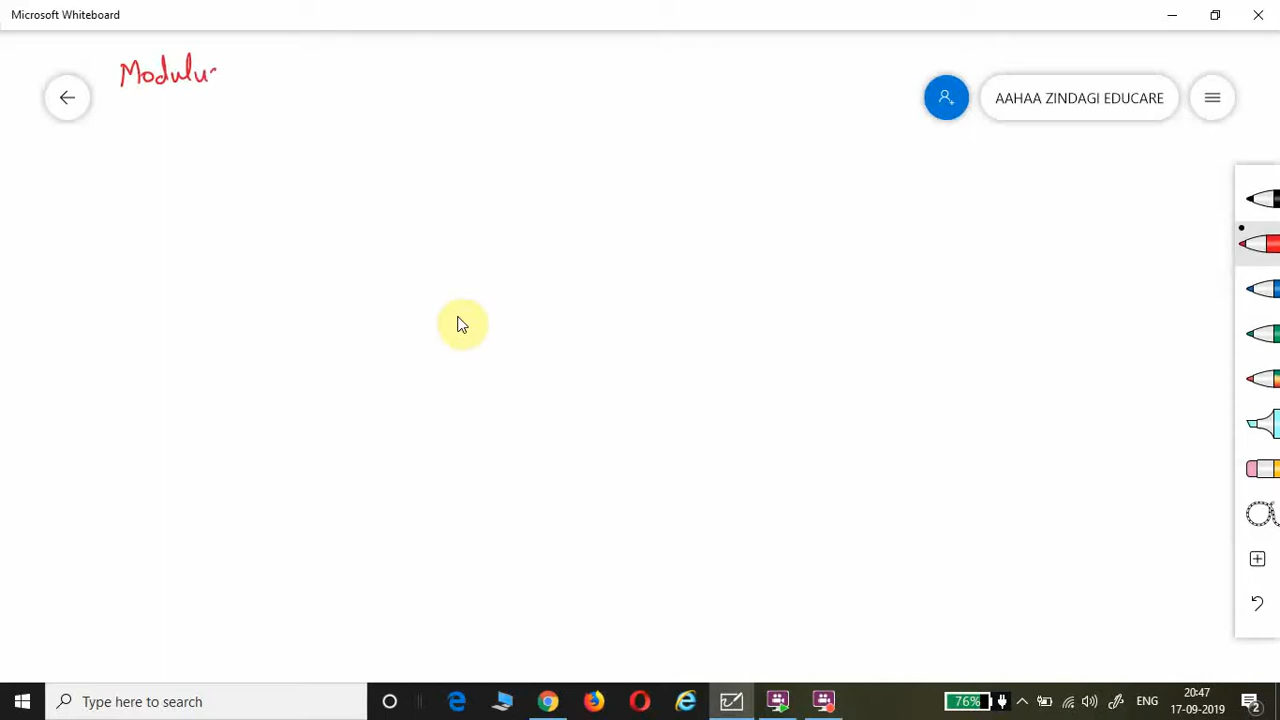 Microsoft Whiteboard
Modulu
AAHAA ZINDAGI EDUCARE
Type here to search
76%
ENG
20:47
17-09-2019
2